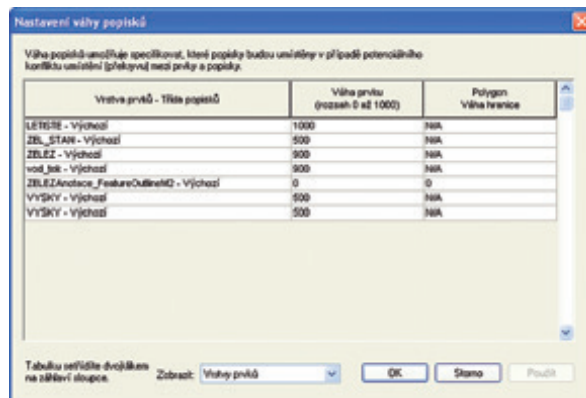 Nastavení váhy popisků
Váha popisků umožňuje specifikovat, které popisky budou umístěny v případě potenciálního
konfliktu umístění (překryvu) mezi prvky a popisky.
Vrstva prvků - Třída popisků Váha prvku (rozsah 0 až 1000) Polygon Váha hranice
LETISTE - Výchozí 1000 N/A
ZEL_STAN - Výchozí 500 N/A
ZELEZ - Výchozí 900 N/A
vod_tok - Výchozí 900 N/A
ZELEZAnotace_FeatureOutlineM2 - Výchozí 0 0
VYSKY - Výchozí 500 N/A
VYSKY - Výchozí 500 N/A
Tabulku setřídíte dvojklikem
na záhlaví sloupce.
Zobrazit: Vrstvy prvků OK Storno Použít